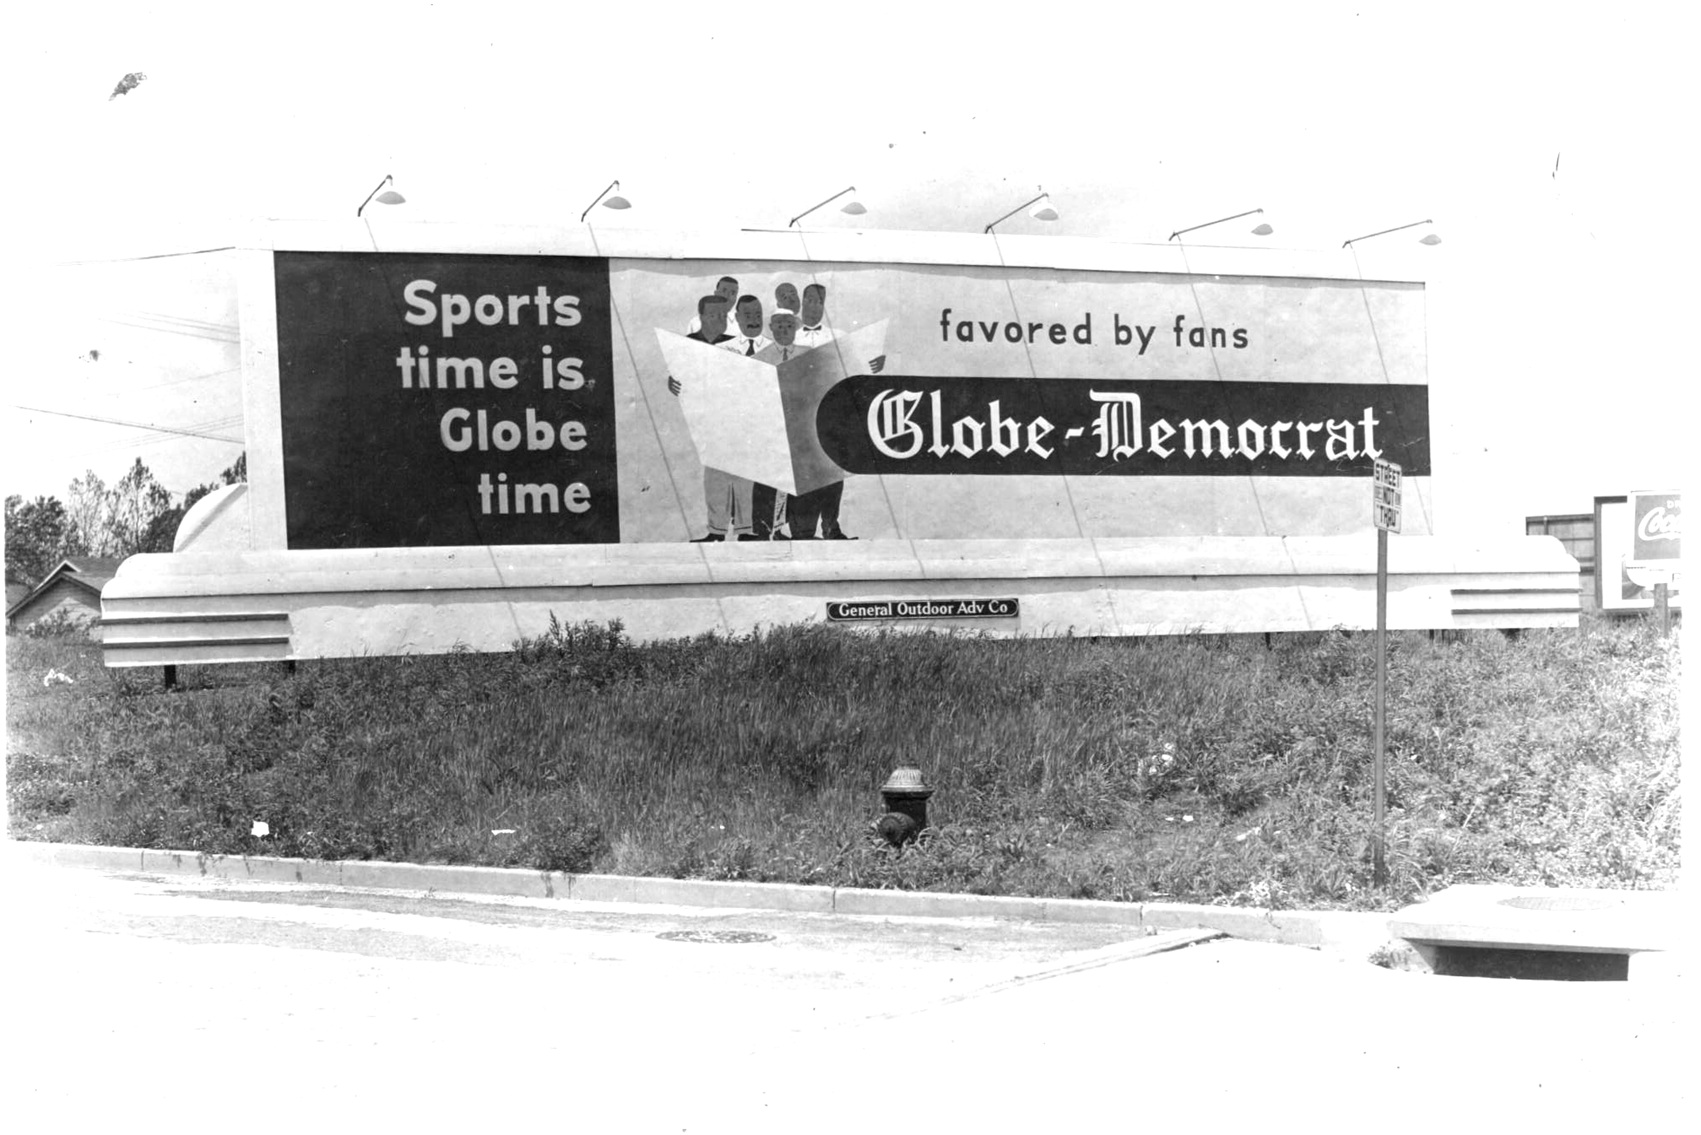 Sports
time is
Globe
time
favored by fans
Globe-Democrat
General Outdoor Adv Co
STREET
NOT
"THRU"